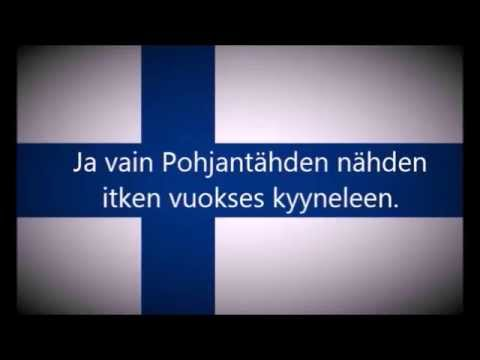 Ja vain Pohjantähden nähden
itken vuokses kyyneleen.